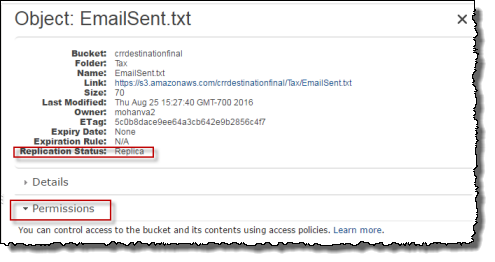 Object: EmailSent.txt
Bucket: crrdestinationfinal
Folder: Tax
Name: EmailSent.txt
Link: https://s3.amazonaws.com/crrdestinationfinal/Tax/EmailSent.txt
Size: 70
Last Modified: Thu Aug 25 15:27:40 GMT-700 2016
Owner: mohanva2
ETag: 5c0b8dace9ee64a3cb642e9b2856c4f7
Expiry Date: None
Expiration Rule: N/A
Replication Status: Replica
Details
Permissions
You can control access to the bucket and its contents using access policies. Learn more.